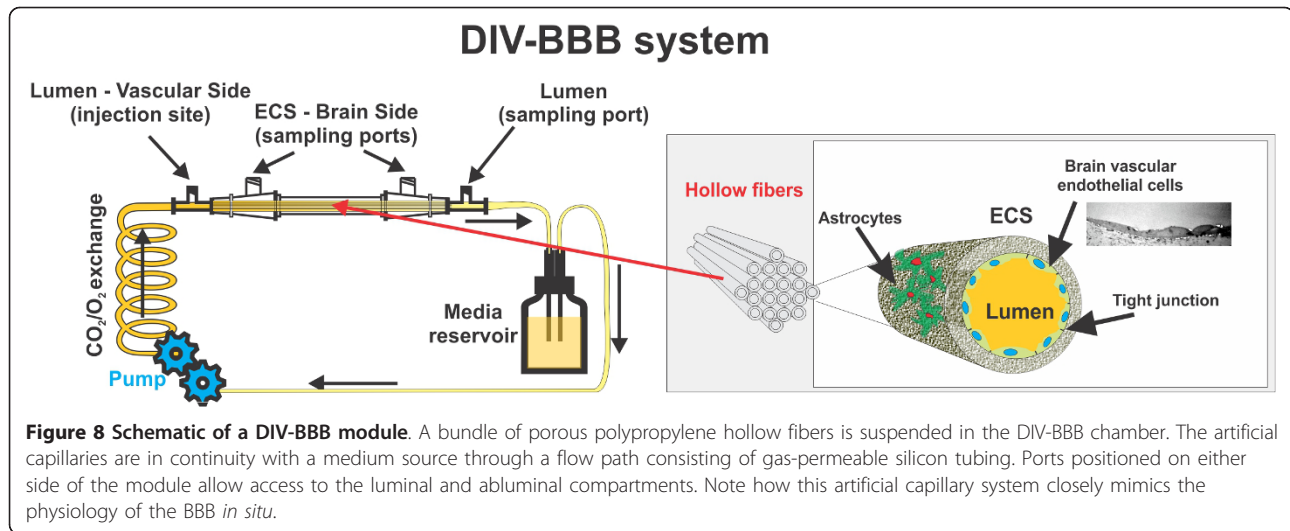 DIV-BBB system
Lumen - Vascular Side
(injection site)
ECS - Brain Side
(sampling ports)
Lumen
(sampling port)
CO₂/O₂ exchange
Pump
Media
reservoir
Hollow fibers
Astrocytes
ECS
Brain vascular
endothelial cells
Lumen
Tight junction
Figure 8 Schematic of a DIV-BBB module. A bundle of porous polypropylene hollow fibers is suspended in the DIV-BBB chamber. The artificial
capillaries are in continuity with a medium source through a flow path consisting of gas-permeable silicon tubing. Ports positioned on either
side of the module allow access to the luminal and abluminal compartments. Note how this artificial capillary system closely mimics the
physiology of the BBB in situ.